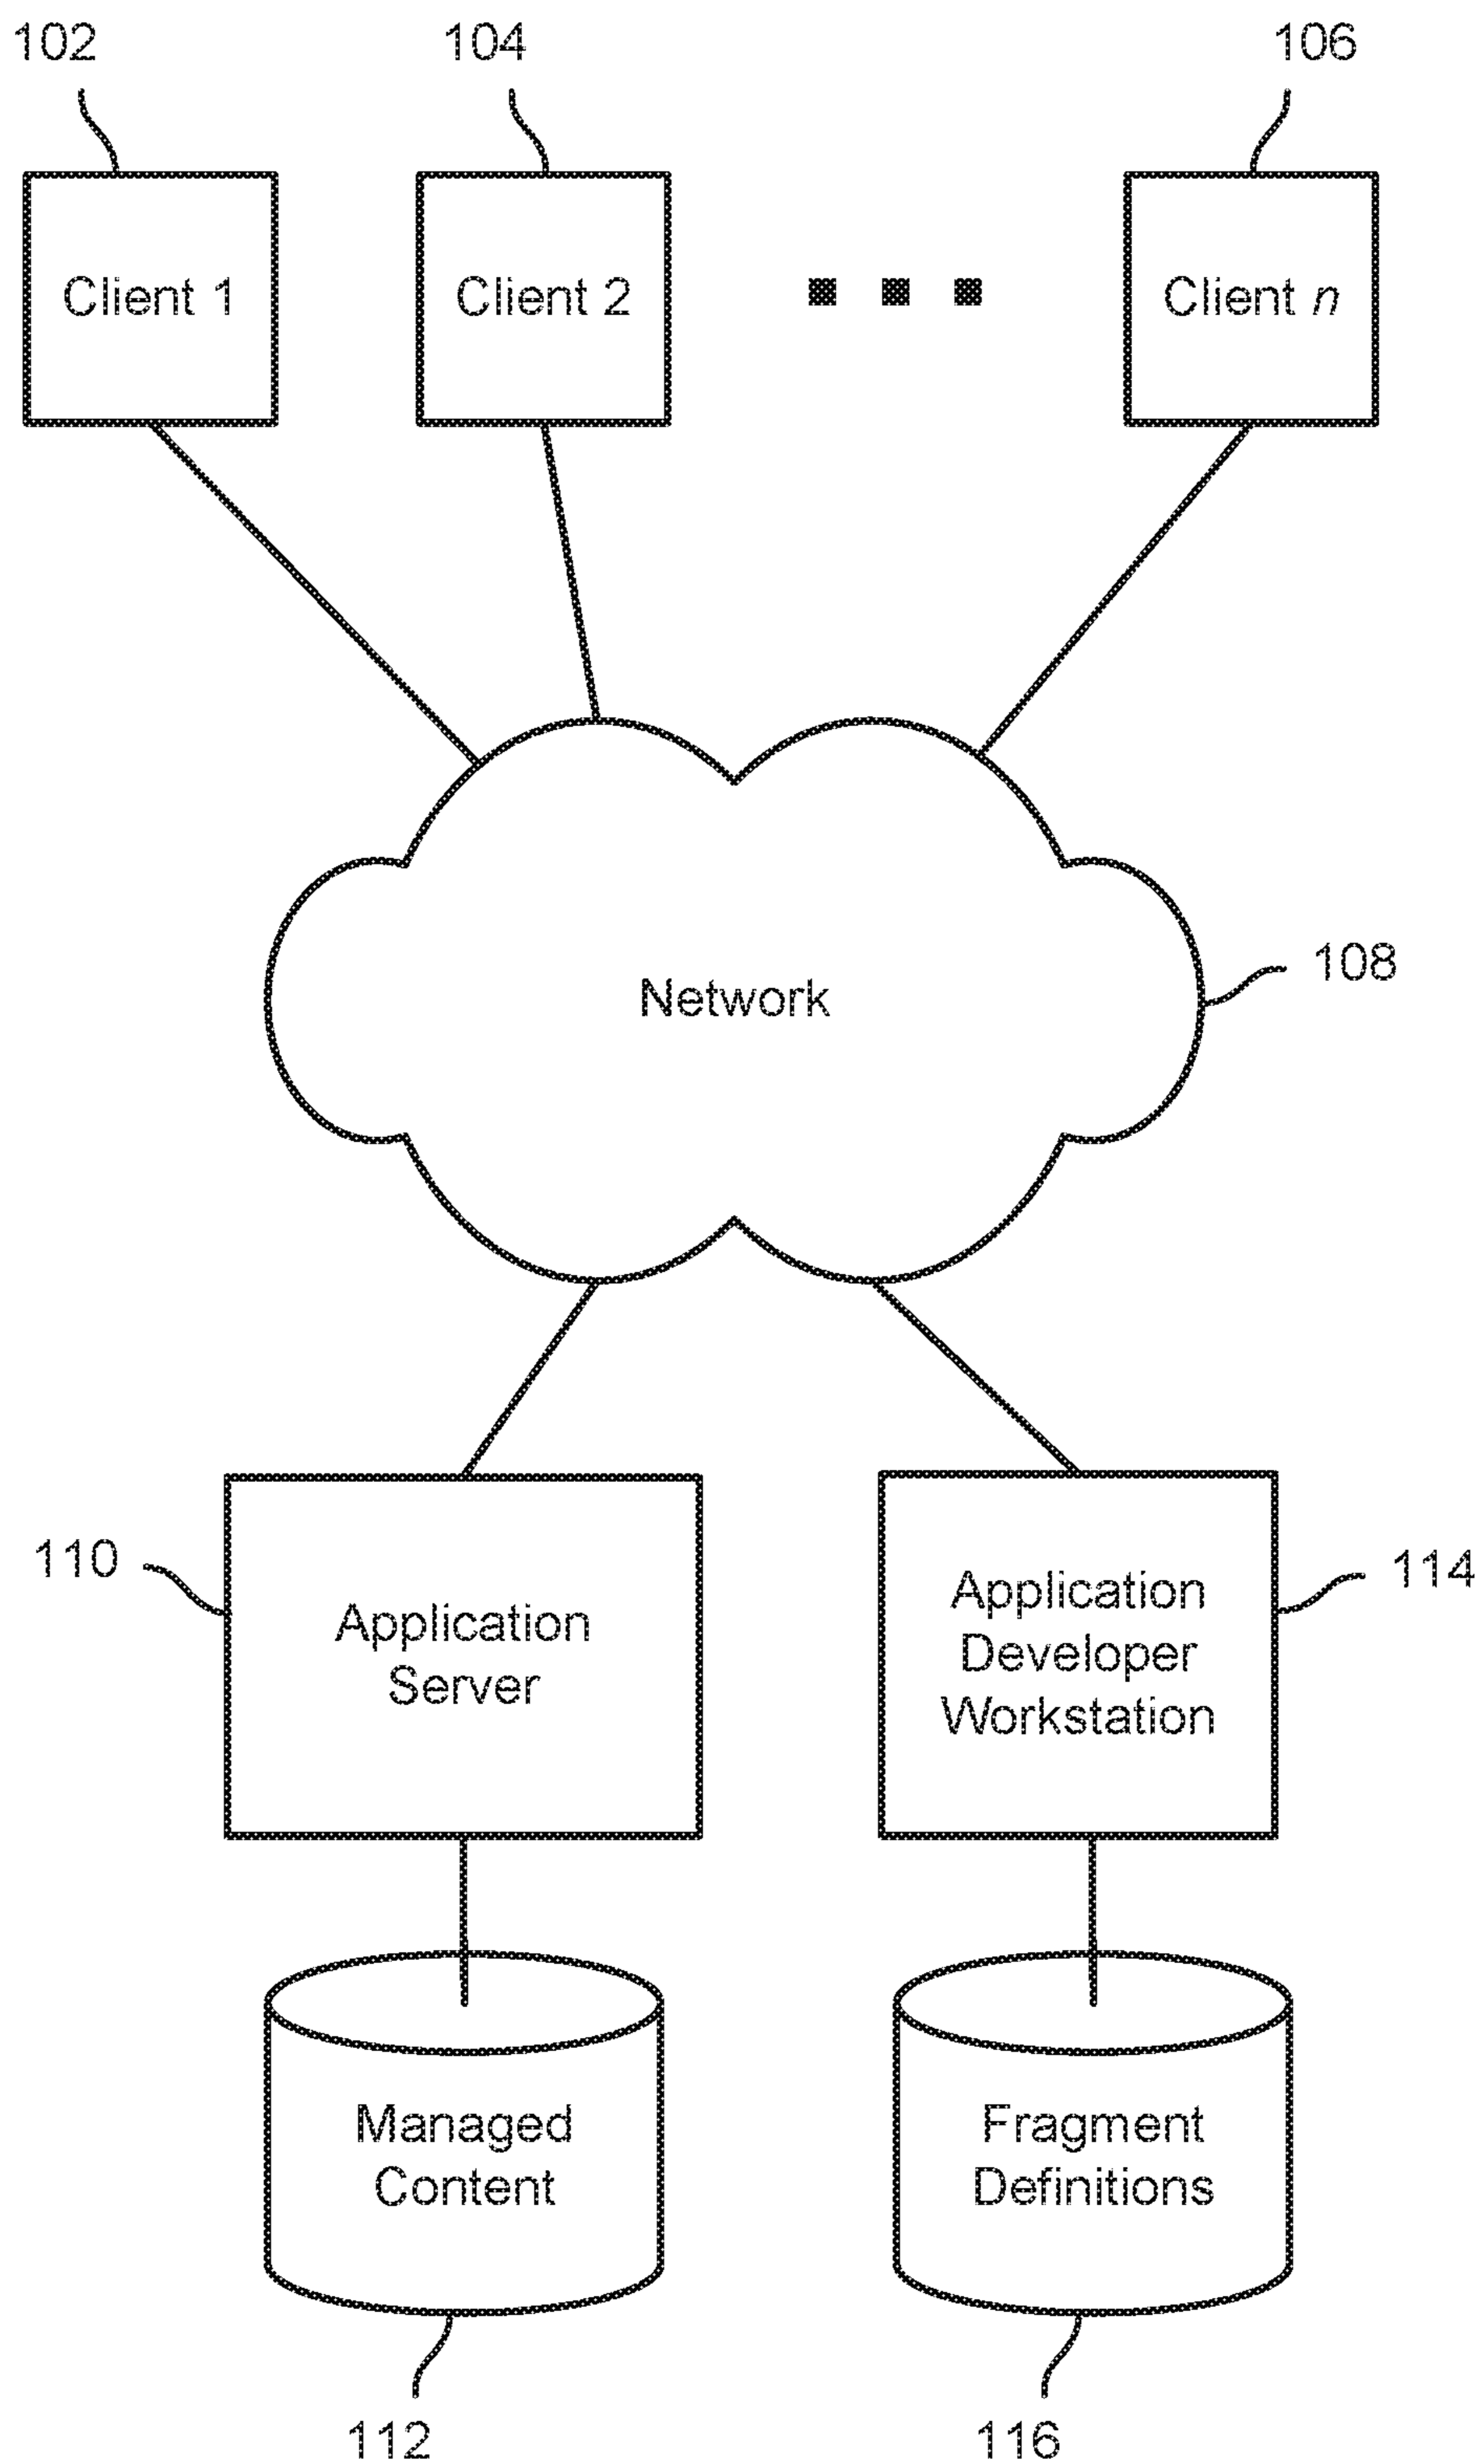 102
104
106
Client 1
Client 2
Client n
108
Network
110
114
Application
Server
Application
Developer
Workstation
Managed
Content
Fragment
Definitions
112
116